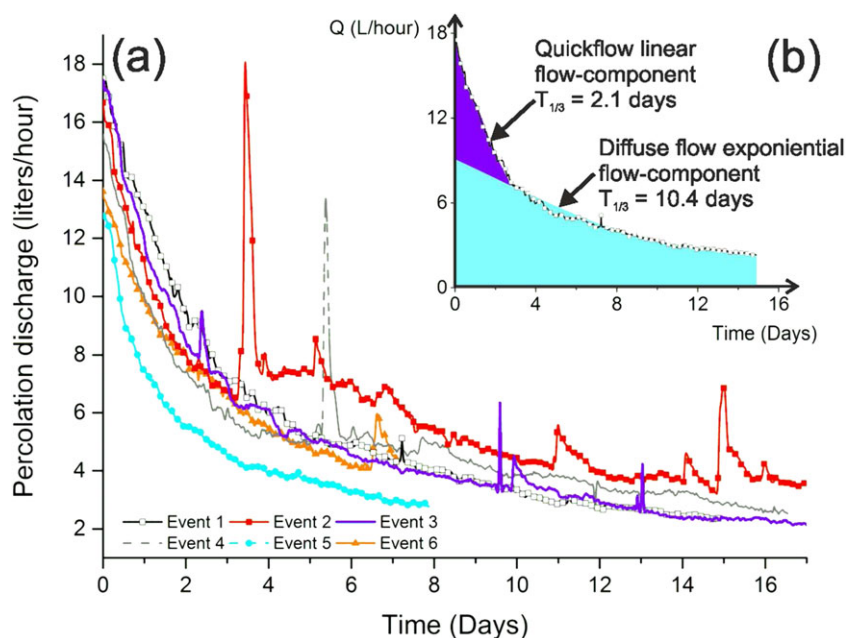 (a)
Percolation discharge (liters/hour)
18
16
14
12
10
8
6
4
2
0 2 4 6 8 10 12 14 16
Time (Days)
Event 1 Event 2 Event 3
Event 4 Event 5 Event 6
(b)
Q (L/hour)
18
12
6
0
Quickflow linear
flow-component
T1/3 = 2.1 days
Diffuse flow exponiential
flow-component
T1/3 = 10.4 days
0 4 8 12 16
Time (Days)